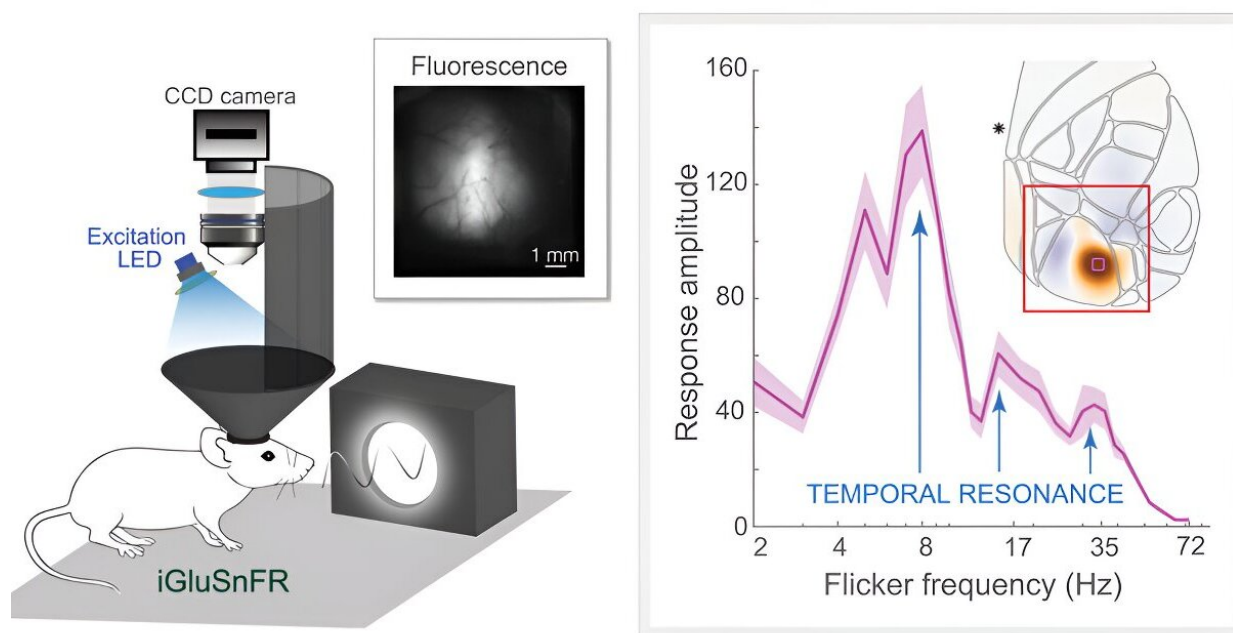 CCD camera
Excitation
LED
Fluorescence
1 mm
iGluSnFR
Response amplitude
160
120
80
40
0
*
TEMPORAL RESONANCE
2
4
8
17
35
72
Flicker frequency (Hz)